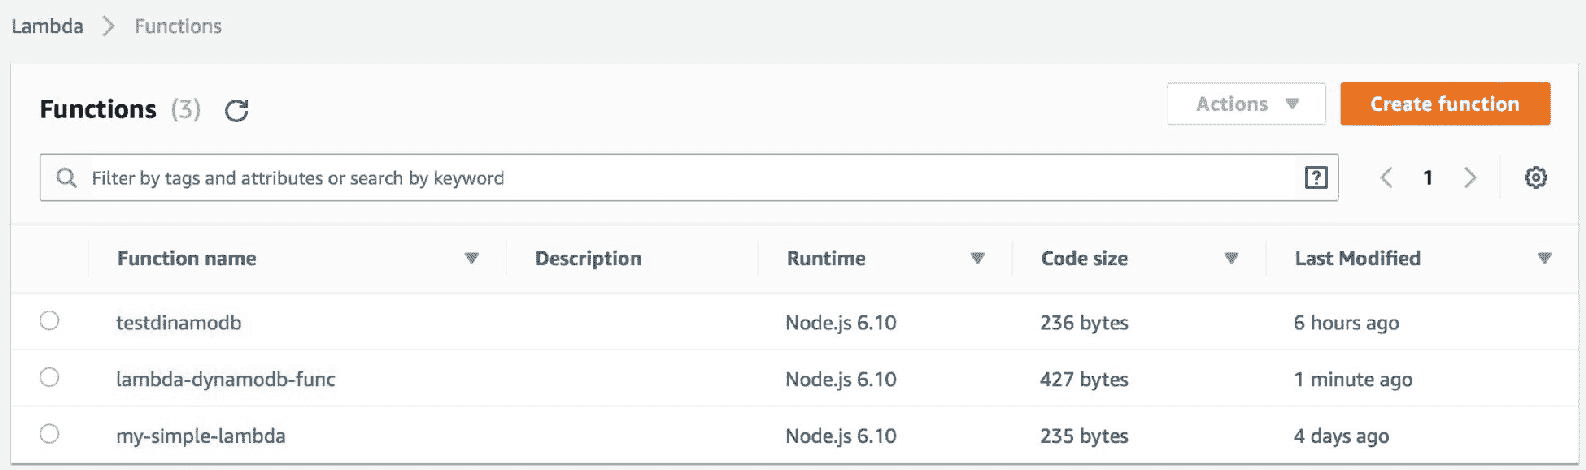 Lambda > Functions
Functions (3) Actions Create function
Filter by tags and attributes or search by keyword ? 1
Function name Description Runtime Code size Last Modified
testdinamodb Node.js 6.10 236 bytes 6 hours ago
lambda-dynamodb-func Node.js 6.10 427 bytes 1 minute ago
my-simple-lambda Node.js 6.10 235 bytes 4 days ago